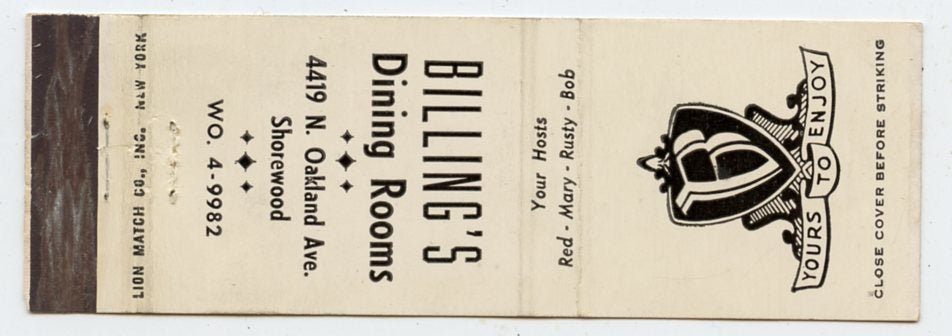 BILLING'S
Dining Rooms
4419 N. Oakland Ave.
Shorewood
WO. 4-9982
Your Hosts
Red - Mary - Rusty - Bob
B
YOURS TO ENJOY
CLOSE COVER BEFORE STRIKING
LION MATCH CO., INC. NEW YORK